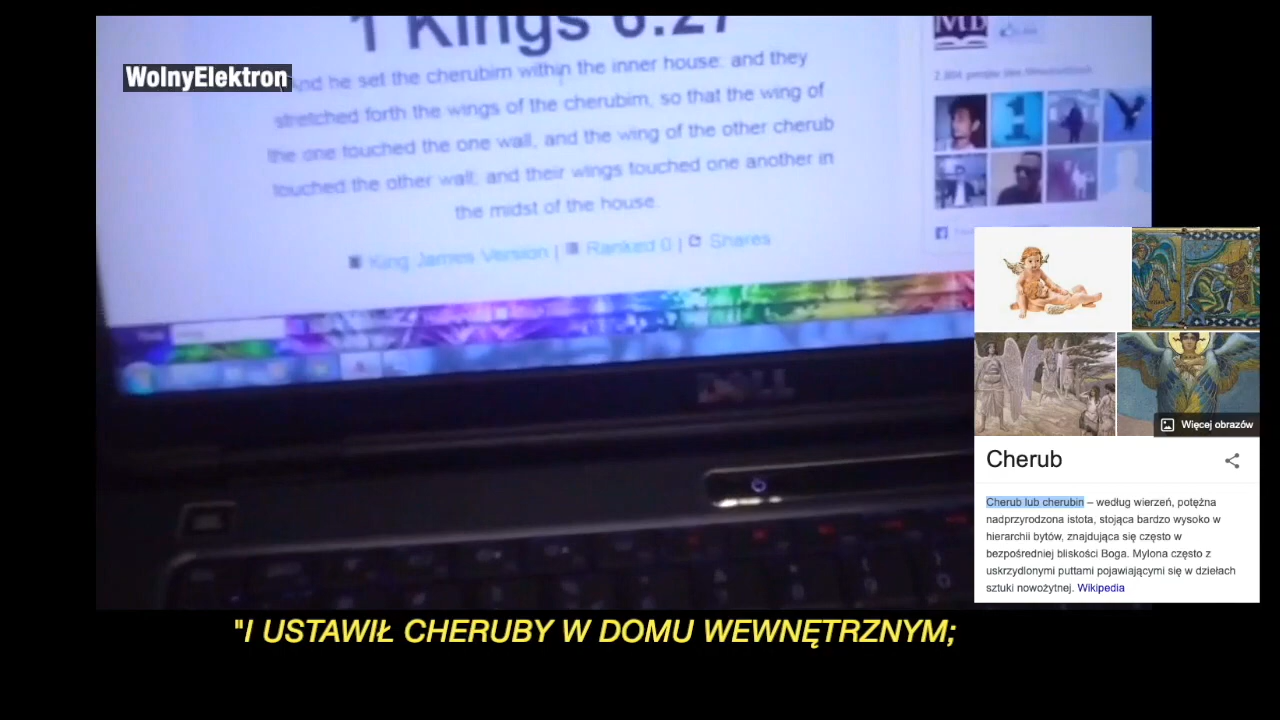 1 Kings 6:27
WolnyElektron
And he set the cherubim within the inner house: and they
stretched forth the wings of the cherubim, so that the wing of
the one touched the one wall, and the wing of the other cherub
touched the other wall; and their wings touched one another in
the midst of the house.
King James Version | Ranked 0 | Shares
DELL
Więcej obrazów
Cherub
Cherub lub cherubin – według wierzeń, potężna
nadprzyrodzona istota, stojąca bardzo wysoko w
hierarchii bytów, znajdująca się często w
bezpośredniej bliskości Boga. Mylona często z
uskrzydlonymi puttami pojawiającymi się w dziełach
sztuki nowożytnej. Wikipedia
"I USTAWIŁ CHERUBY W DOMU WEWNĘTRZNYM;